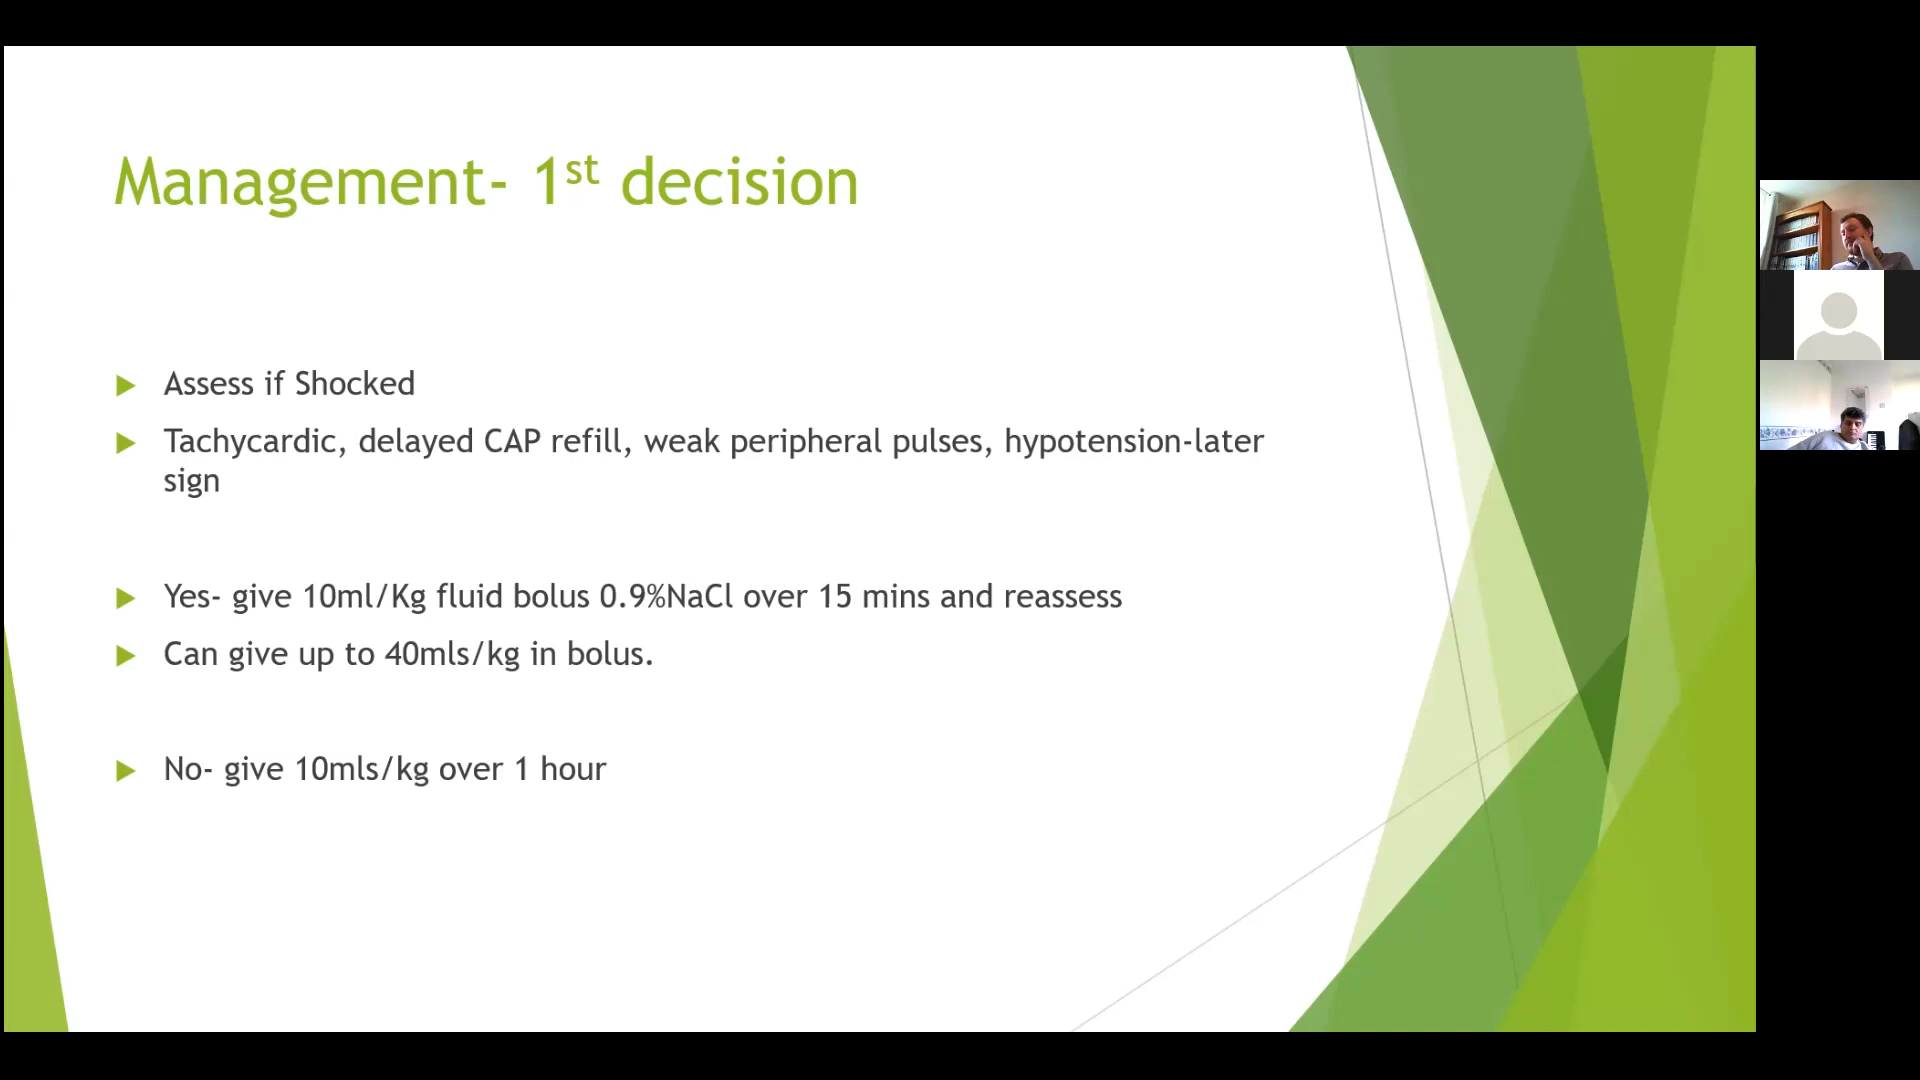 Management- 1st decision
Assess if Shocked
Tachycardic, delayed CAP refill, weak peripheral pulses, hypotension-later
sign
Yes- give 10ml/Kg fluid bolus 0.9%NaCl over 15 mins and reassess
Can give up to 40mls/kg in bolus.
No- give 10mls/kg over 1 hour